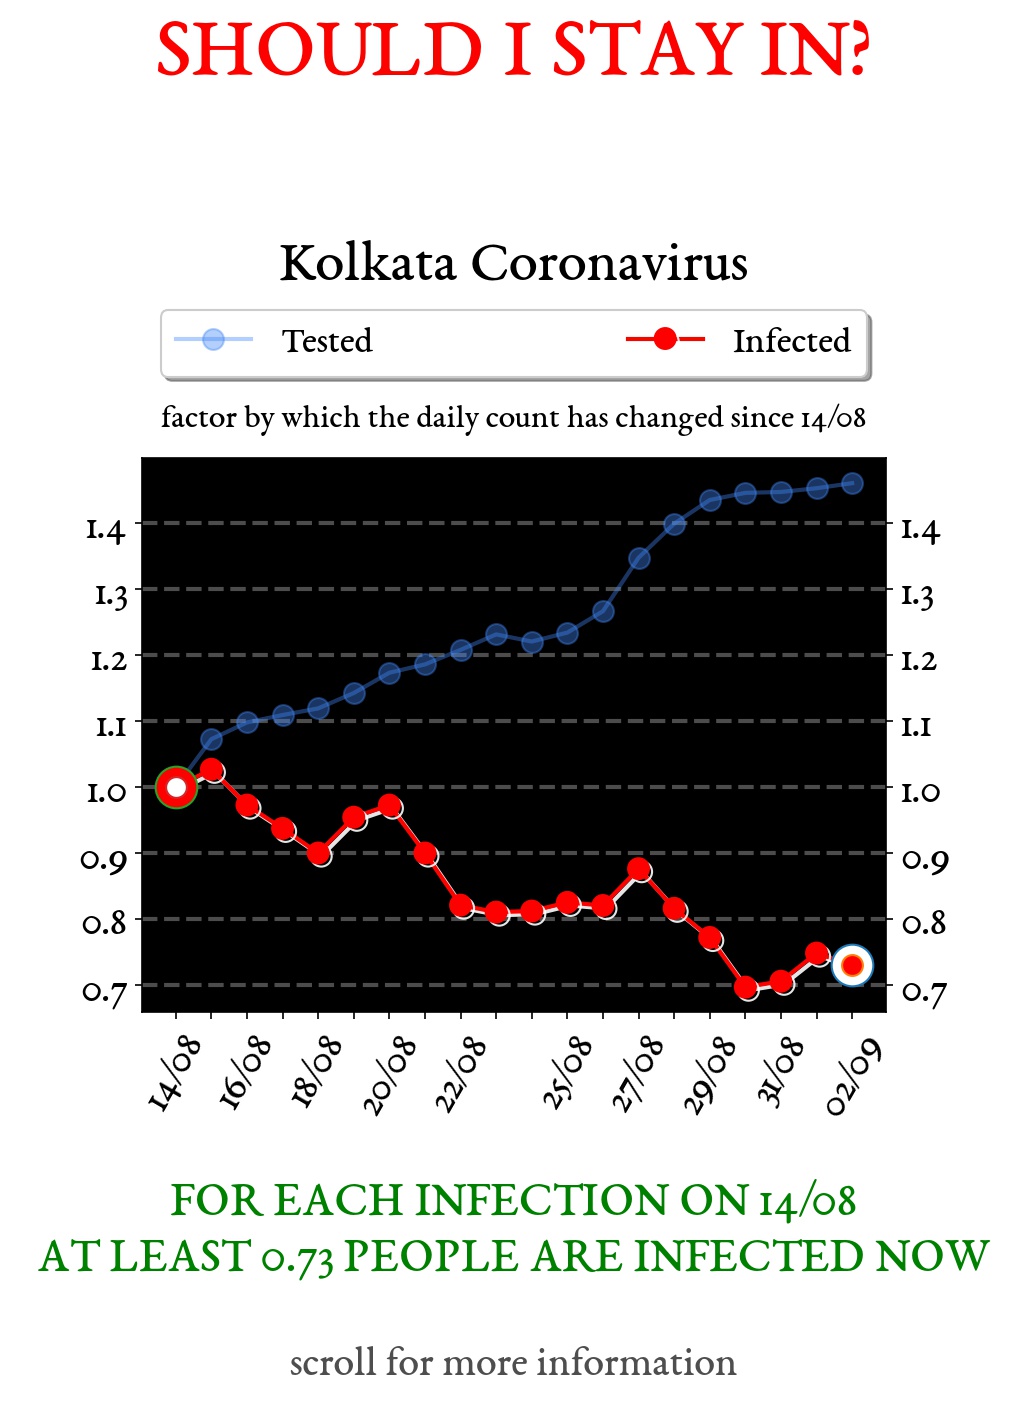 SHOULD I STAY IN?
Kolkata Coronavirus
Tested Infected
factor by which the daily count has changed since 14/08
1.4 1.4
1.3 1.3
1.2 1.2
1.1 1.1
1.0 1.0
0.9 0.9
0.8 0.8
0.7 0.7
14/08 16/08 18/08 20/08 22/08 25/08 27/08 29/08 31/08 02/09
FOR EACH INFECTION ON 14/08
AT LEAST 0.73 PEOPLE ARE INFECTED NOW
scroll for more information